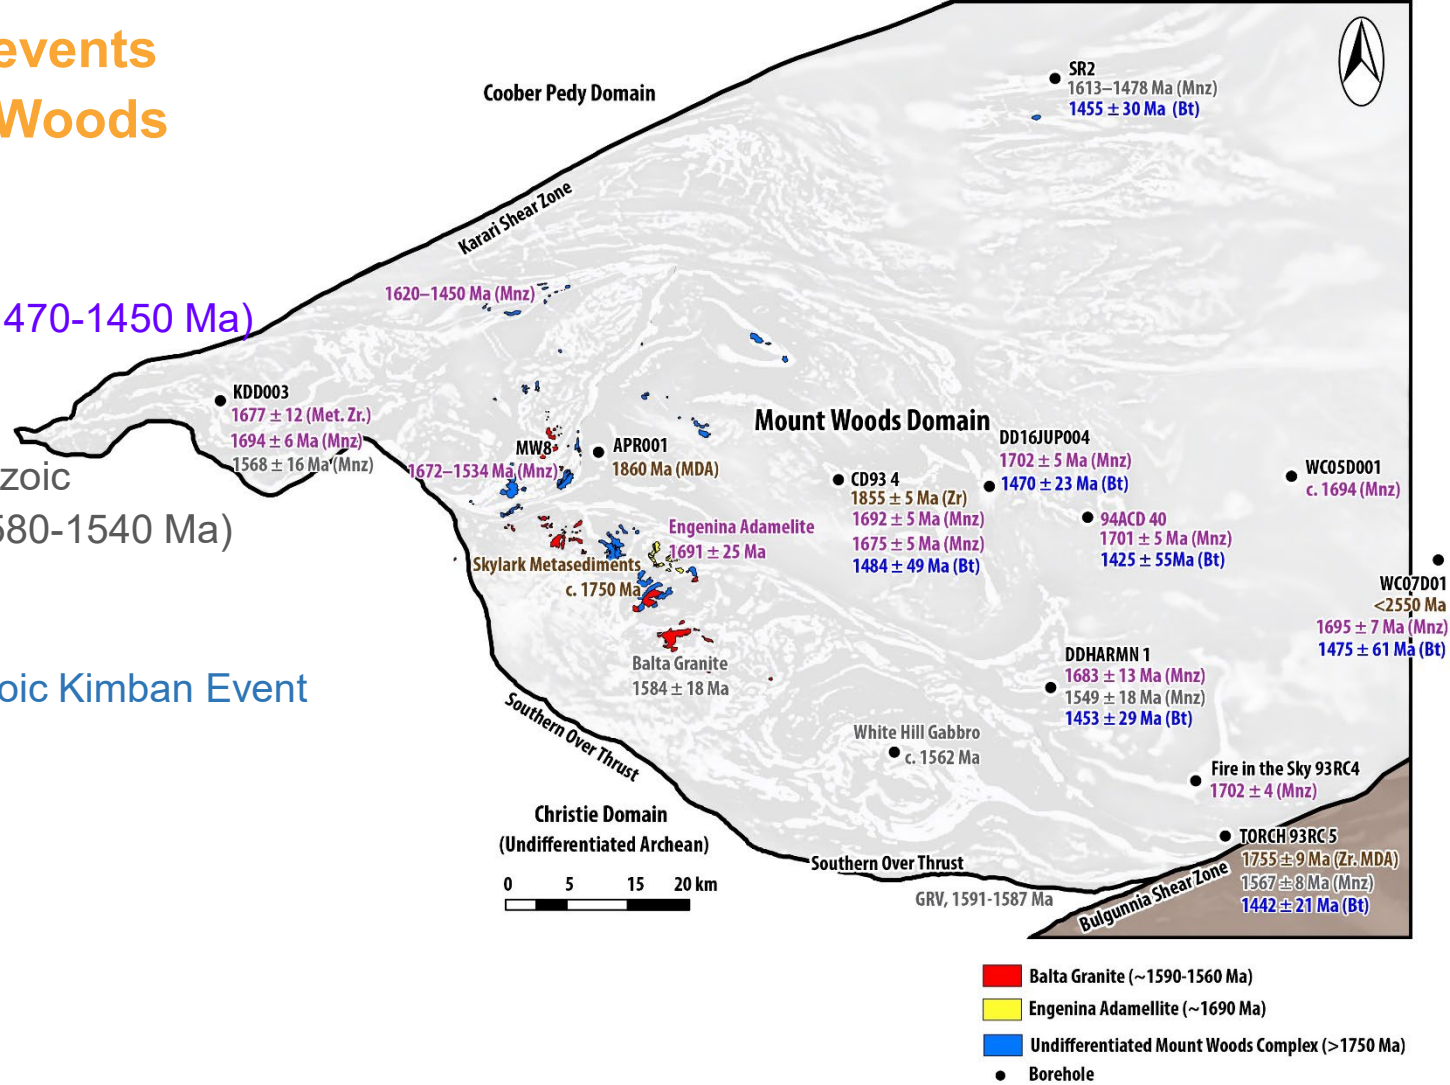 events
Woods
470-1450 Ma)
zoic
580-1540 Ma)
oic Kimban Event
Coober Pedy Domain
Karari Shear Zone
SR2
1613–1478 Ma (Mnz)
1455 ± 30 Ma (Bt)
1620–1450 Ma (Mnz)
KDD003
1677 ± 12 (Met. Zr.)
1694 ± 6 Ma (Mnz)
1568 ± 16 Ma (Mnz)
MW8
1672–1534 Ma (Mnz)
APR001
1860 Ma (MDA)
Mount Woods Domain
CD93 4
1855 ± 5 Ma (Zr)
1692 ± 5 Ma (Mnz)
1675 ± 5 Ma (Mnz)
1484 ± 49 Ma (Bt)
DD16JUP004
1702 ± 5 Ma (Mnz)
1470 ± 23 Ma (Bt)
94ACD 40
1701 ± 5 Ma (Mnz)
1425 ± 55Ma (Bt)
WC05D001
c. 1694 (Mnz)
WC07D01
<2550 Ma
1695 ± 7 Ma (Mnz)
1475 ± 61 Ma (Bt)
Engenina Adamelite
1691 ± 25 Ma
Skylark Metasediments
c. 1750 Ma
Balta Granite
1584 ± 18 Ma
DDHARMN 1
1683 ± 13 Ma (Mnz)
1549 ± 18 Ma (Mnz)
1453 ± 29 Ma (Bt)
White Hill Gabbro
c. 1562 Ma
Fire in the Sky 93RC4
1702 ± 4 (Mnz)
TORCH 93RC 5
1755 ± 9 Ma (Zr. MDA)
1567 ± 8 Ma (Mnz)
1442 ± 21 Ma (Bt)
Southern Over Thrust
Christie Domain
(Undifferentiated Archean)
0 5 15 20 km
Southern Over Thrust
GRV, 1591-1587 Ma
Bulgunnia Shear Zone
Balta Granite (~1590-1560 Ma)
Engenina Adamellite (~1690 Ma)
Undifferentiated Mount Woods Complex (>1750 Ma)
Borehole